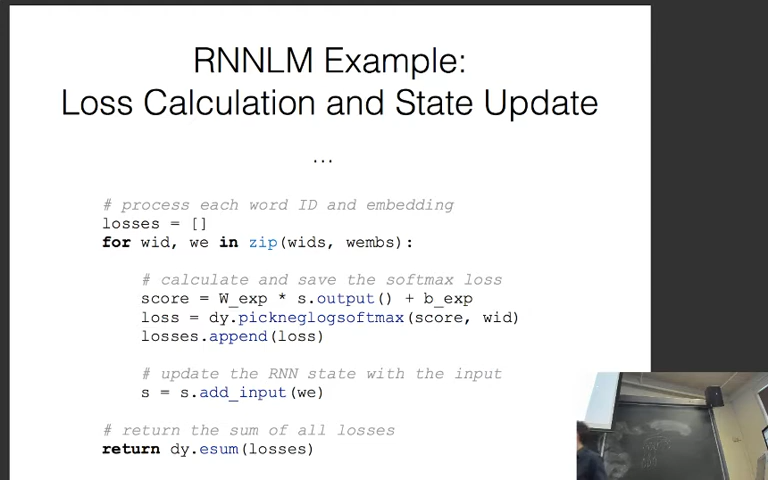 RNNLM Example:
Loss Calculation and State Update
...
# process each word ID and embedding
losses = []
for wid, we in zip(wids, wembs):
# calculate and save the softmax loss
score = W_exp * s.output() + b_exp
loss = dy.pickneglogsoftmax(score, wid)
losses.append(loss)
# update the RNN state with the input
s = s.add_input(we)
# return the sum of all losses
return dy.esum(losses)